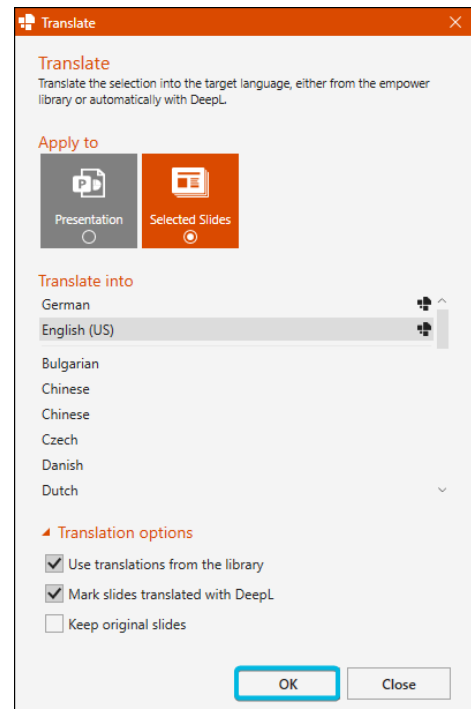 Translate
Translate
Translate the selection into the target language, either from the empower
library or automatically with DeepL.
Apply to
Presentation
Selected Slides
Translate into
German
English (US)
Bulgarian
Chinese
Chinese
Czech
Danish
Dutch
Translation options
Use translations from the library
Mark slides translated with DeepL
Keep original slides
OK
Close